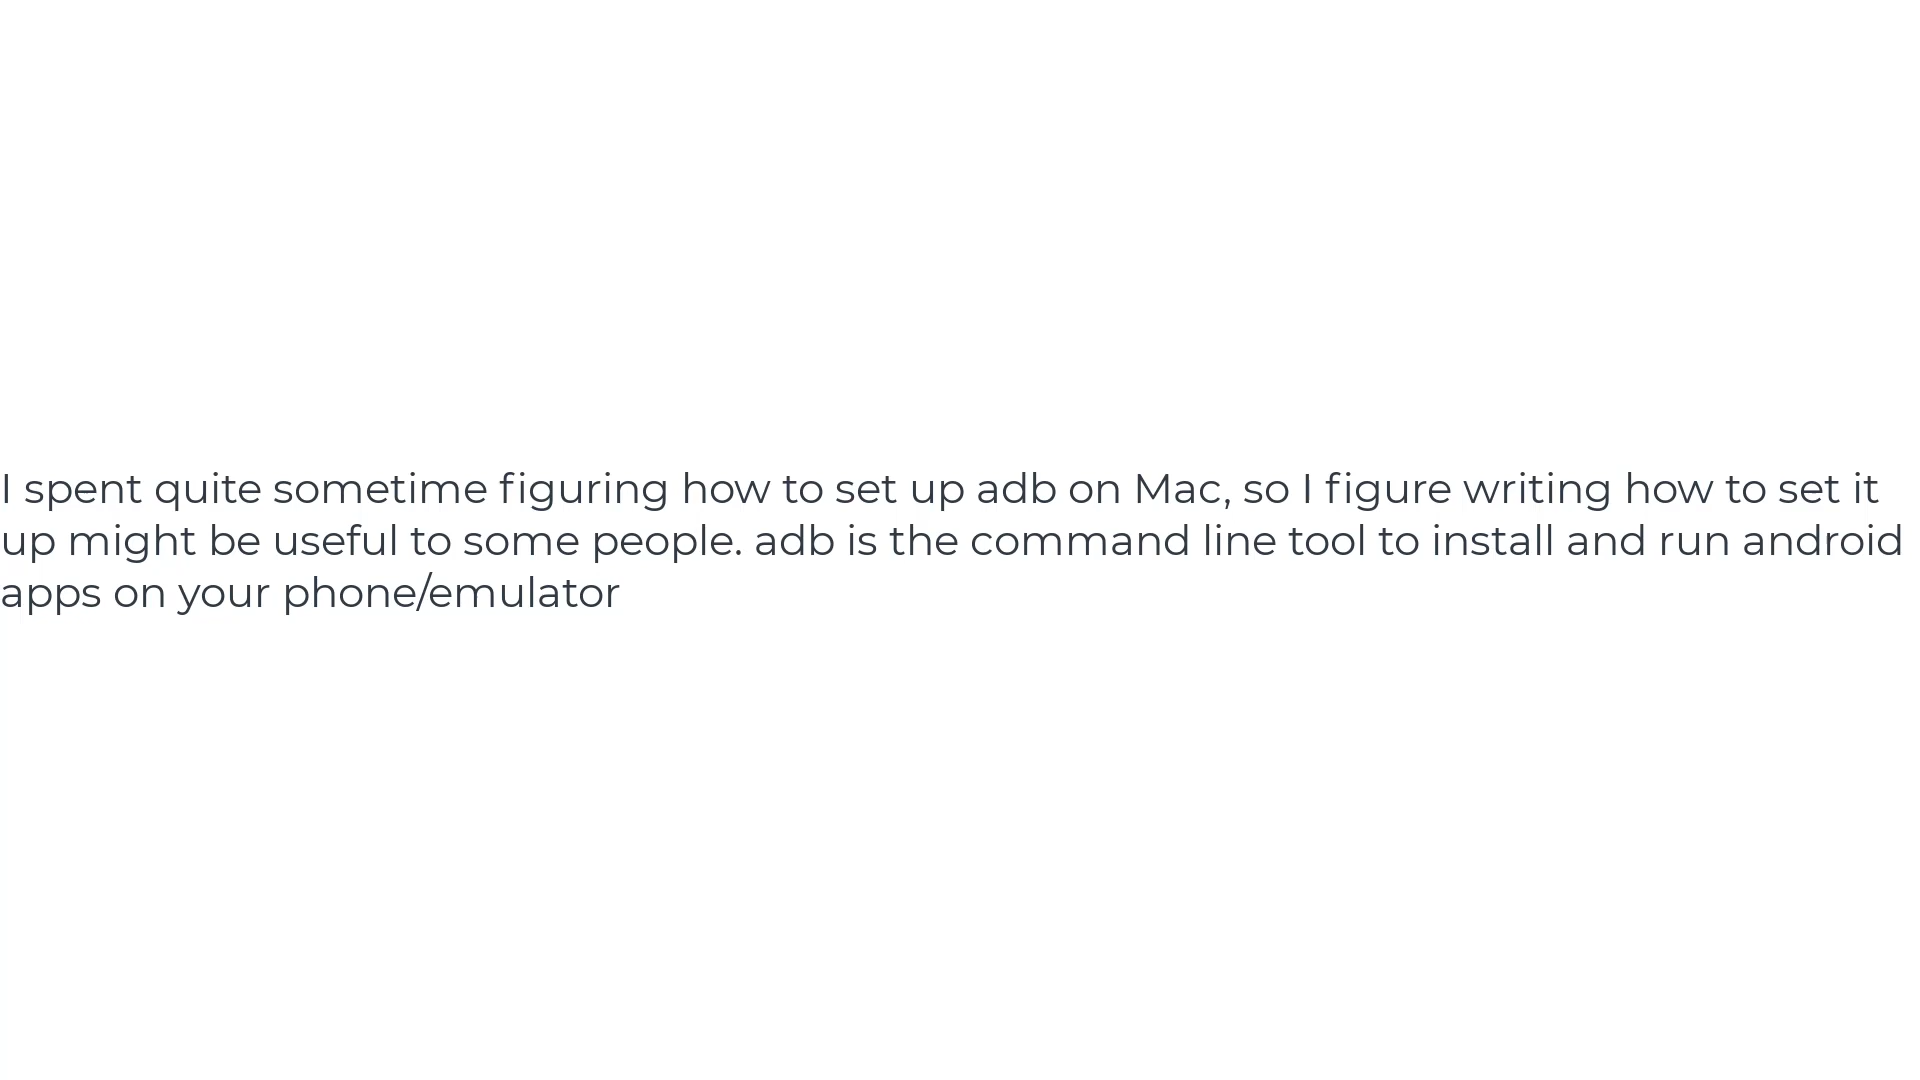 I spent quite sometime figuring how to set up adb on Mac, so I figure writing how to set it
up might be useful to some people. adb is the command line tool to install and run android
apps on your phone/emulator